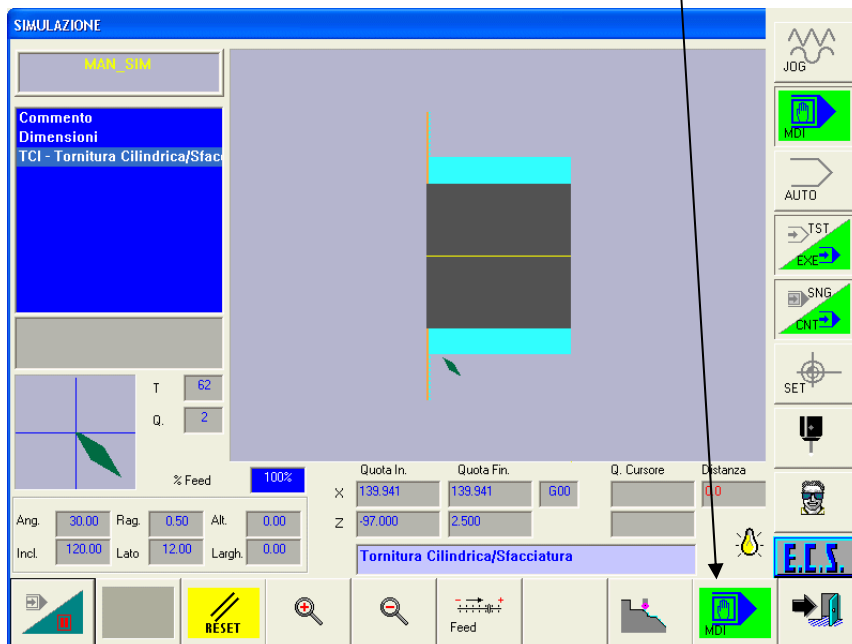 SIMULAZIONE
MAN_SIM
Commento
Dimensioni
TCI - Tornitura Cilindrica/Sfac
T 62
Q. 2
% Feed 100%
Ang. 30.00 Rag. 0.50 Alt. 0.00
Incl. 120.00 Lato 12.00 Largh. 0.00
Quota In. Quota Fin. Q. Cursore Distanza
X 139.941 139.941 G00 0.0
Z -97.000 2.500
Tornitura Cilindrica/Sfacciatura
JOG
MDI
AUTO
TST
EXE
SNG
CNT
SET
E.C.S.
RESET
Feed
MDI